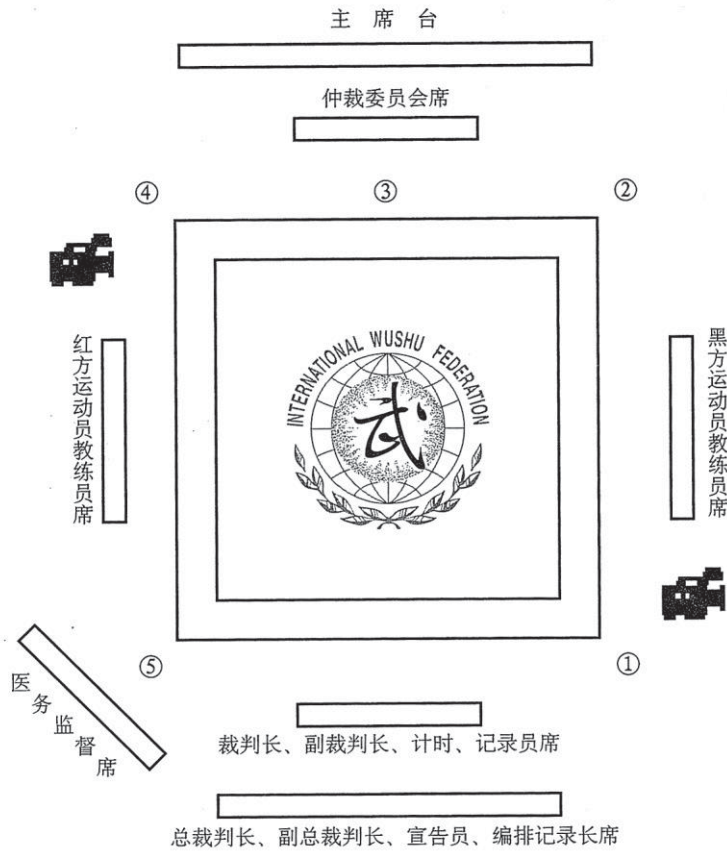 主席台
仲裁委员会席
④
③
②
INTERNATIONAL WUSHU FEDERATION
武
红方运动员教练员席
黑方运动员教练员席
⑤
①
医务监督席
裁判长、副裁判长、计时、记录员席
总裁判长、副总裁判长、宣告员、编排记录长席